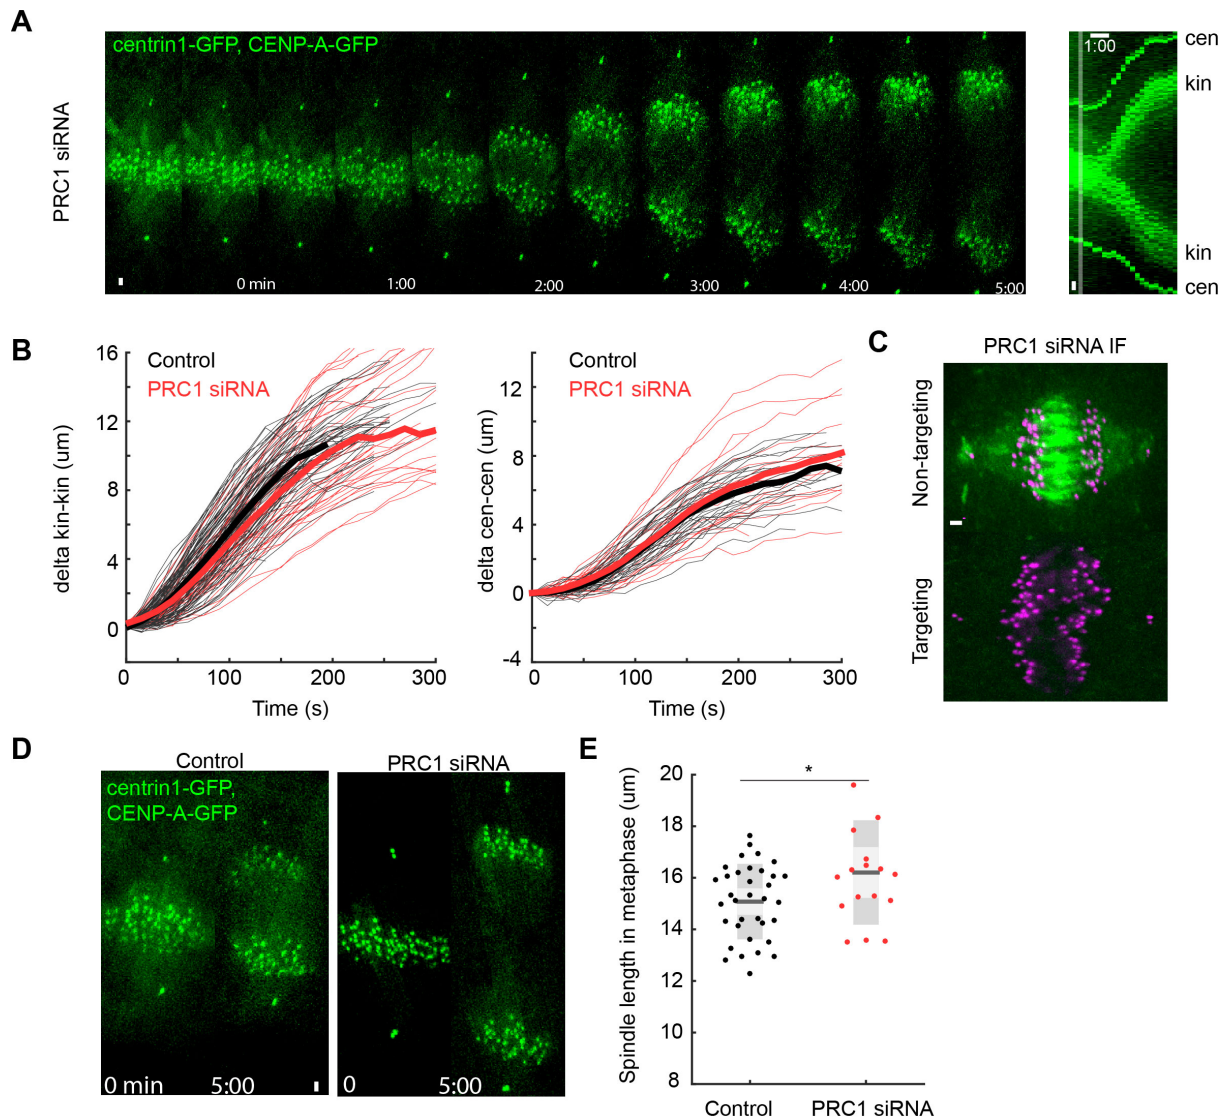 A
centrin1-GFP, CENP-A-GFP
PRC1 siRNA
0 min 1:00 2:00 3:00 4:00 5:00
1:00
cen
kin
kin
cen
B
Control
PRC1 siRNA
delta kin-kin (um)
16
12
8
4
0
0 100 200 300
Time (s)
Control
PRC1 siRNA
delta cen-cen (um)
12
8
4
0
-4
0 100 200 300
Time (s)
C
PRC1 siRNA IF
Non-targeting
Targeting
D
Control
centrin1-GFP,
CENP-A-GFP
0 min 5:00
PRC1 siRNA
0 5:00
E
*
Spindle length in metaphase (um)
20
18
16
14
12
10
8
Control PRC1 siRNA